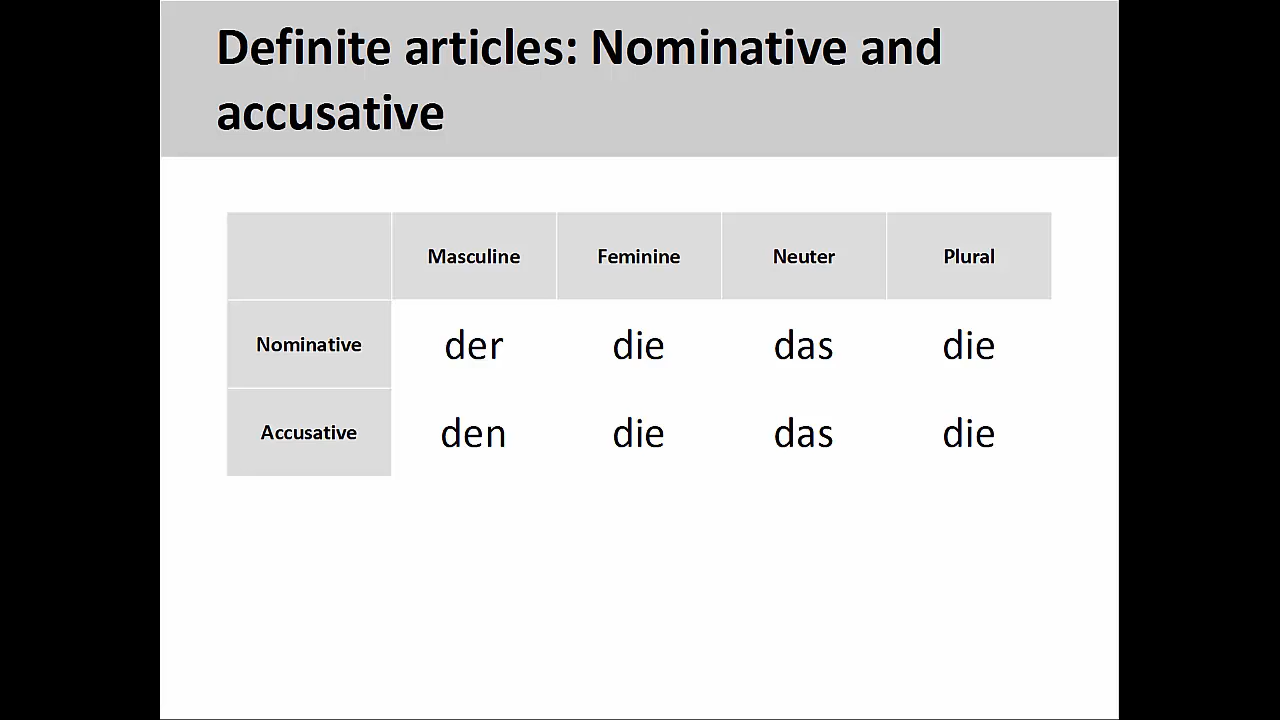 Definite articles: Nominative and
accusative
Masculine Feminine Neuter Plural
Nominative der die das die
Accusative den die das die